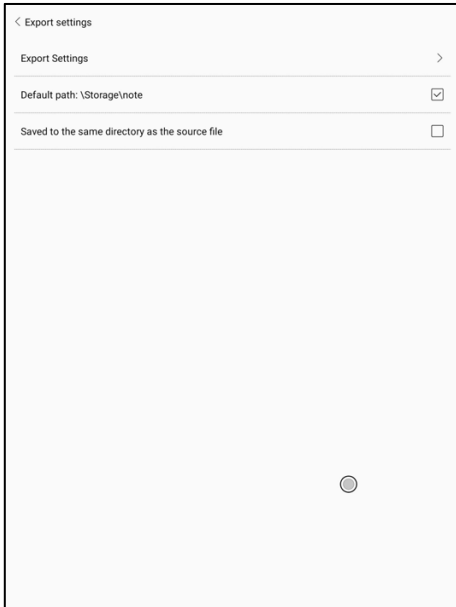 Export settings
Export Settings
Default path: \Storage\note
Saved to the same directory as the source file